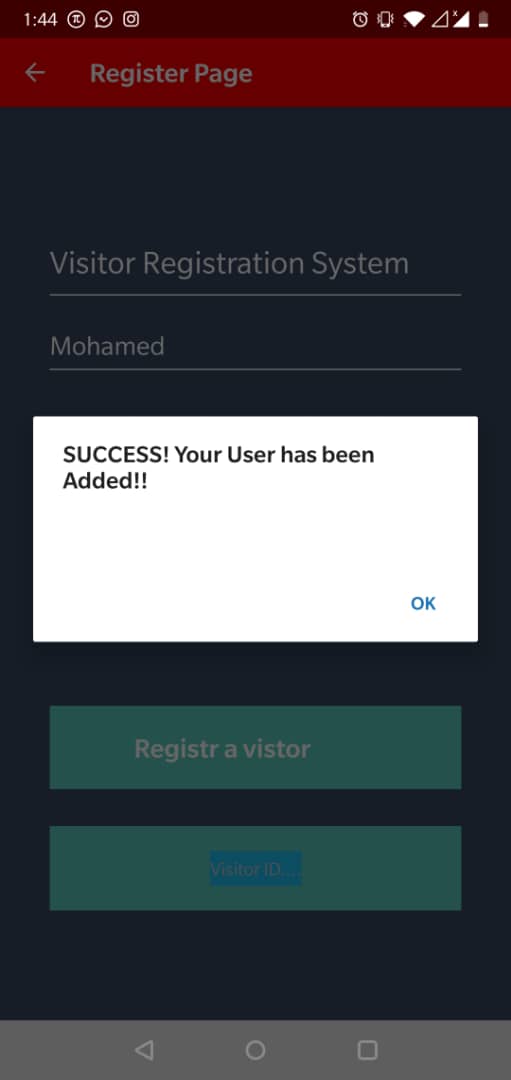 1:44
Register Page
Visitor Registration System
Mohamed
SUCCESS! Your User has been
Added!!
OK
Registr a vistor
Visitor ID....